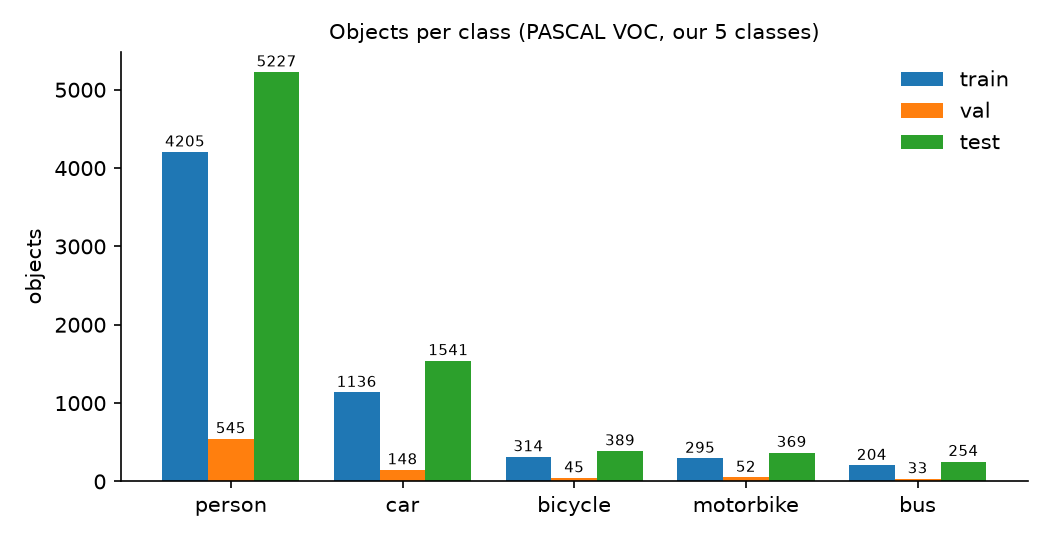 Objects per class (PASCAL VOC, our 5 classes)
train
val
test
objects
5000
4000
3000
2000
1000
0
4205
545
5227
1136
148
1541
314
45
389
295
52
369
204
33
254
person
car
bicycle
motorbike
bus